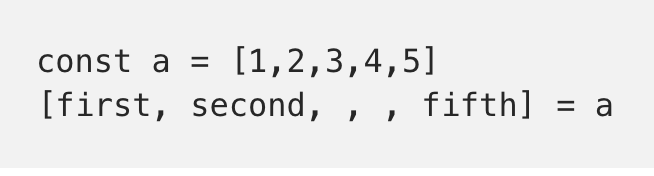 const a = [1,2,3,4,5]
[first, second, , , fifth] = a